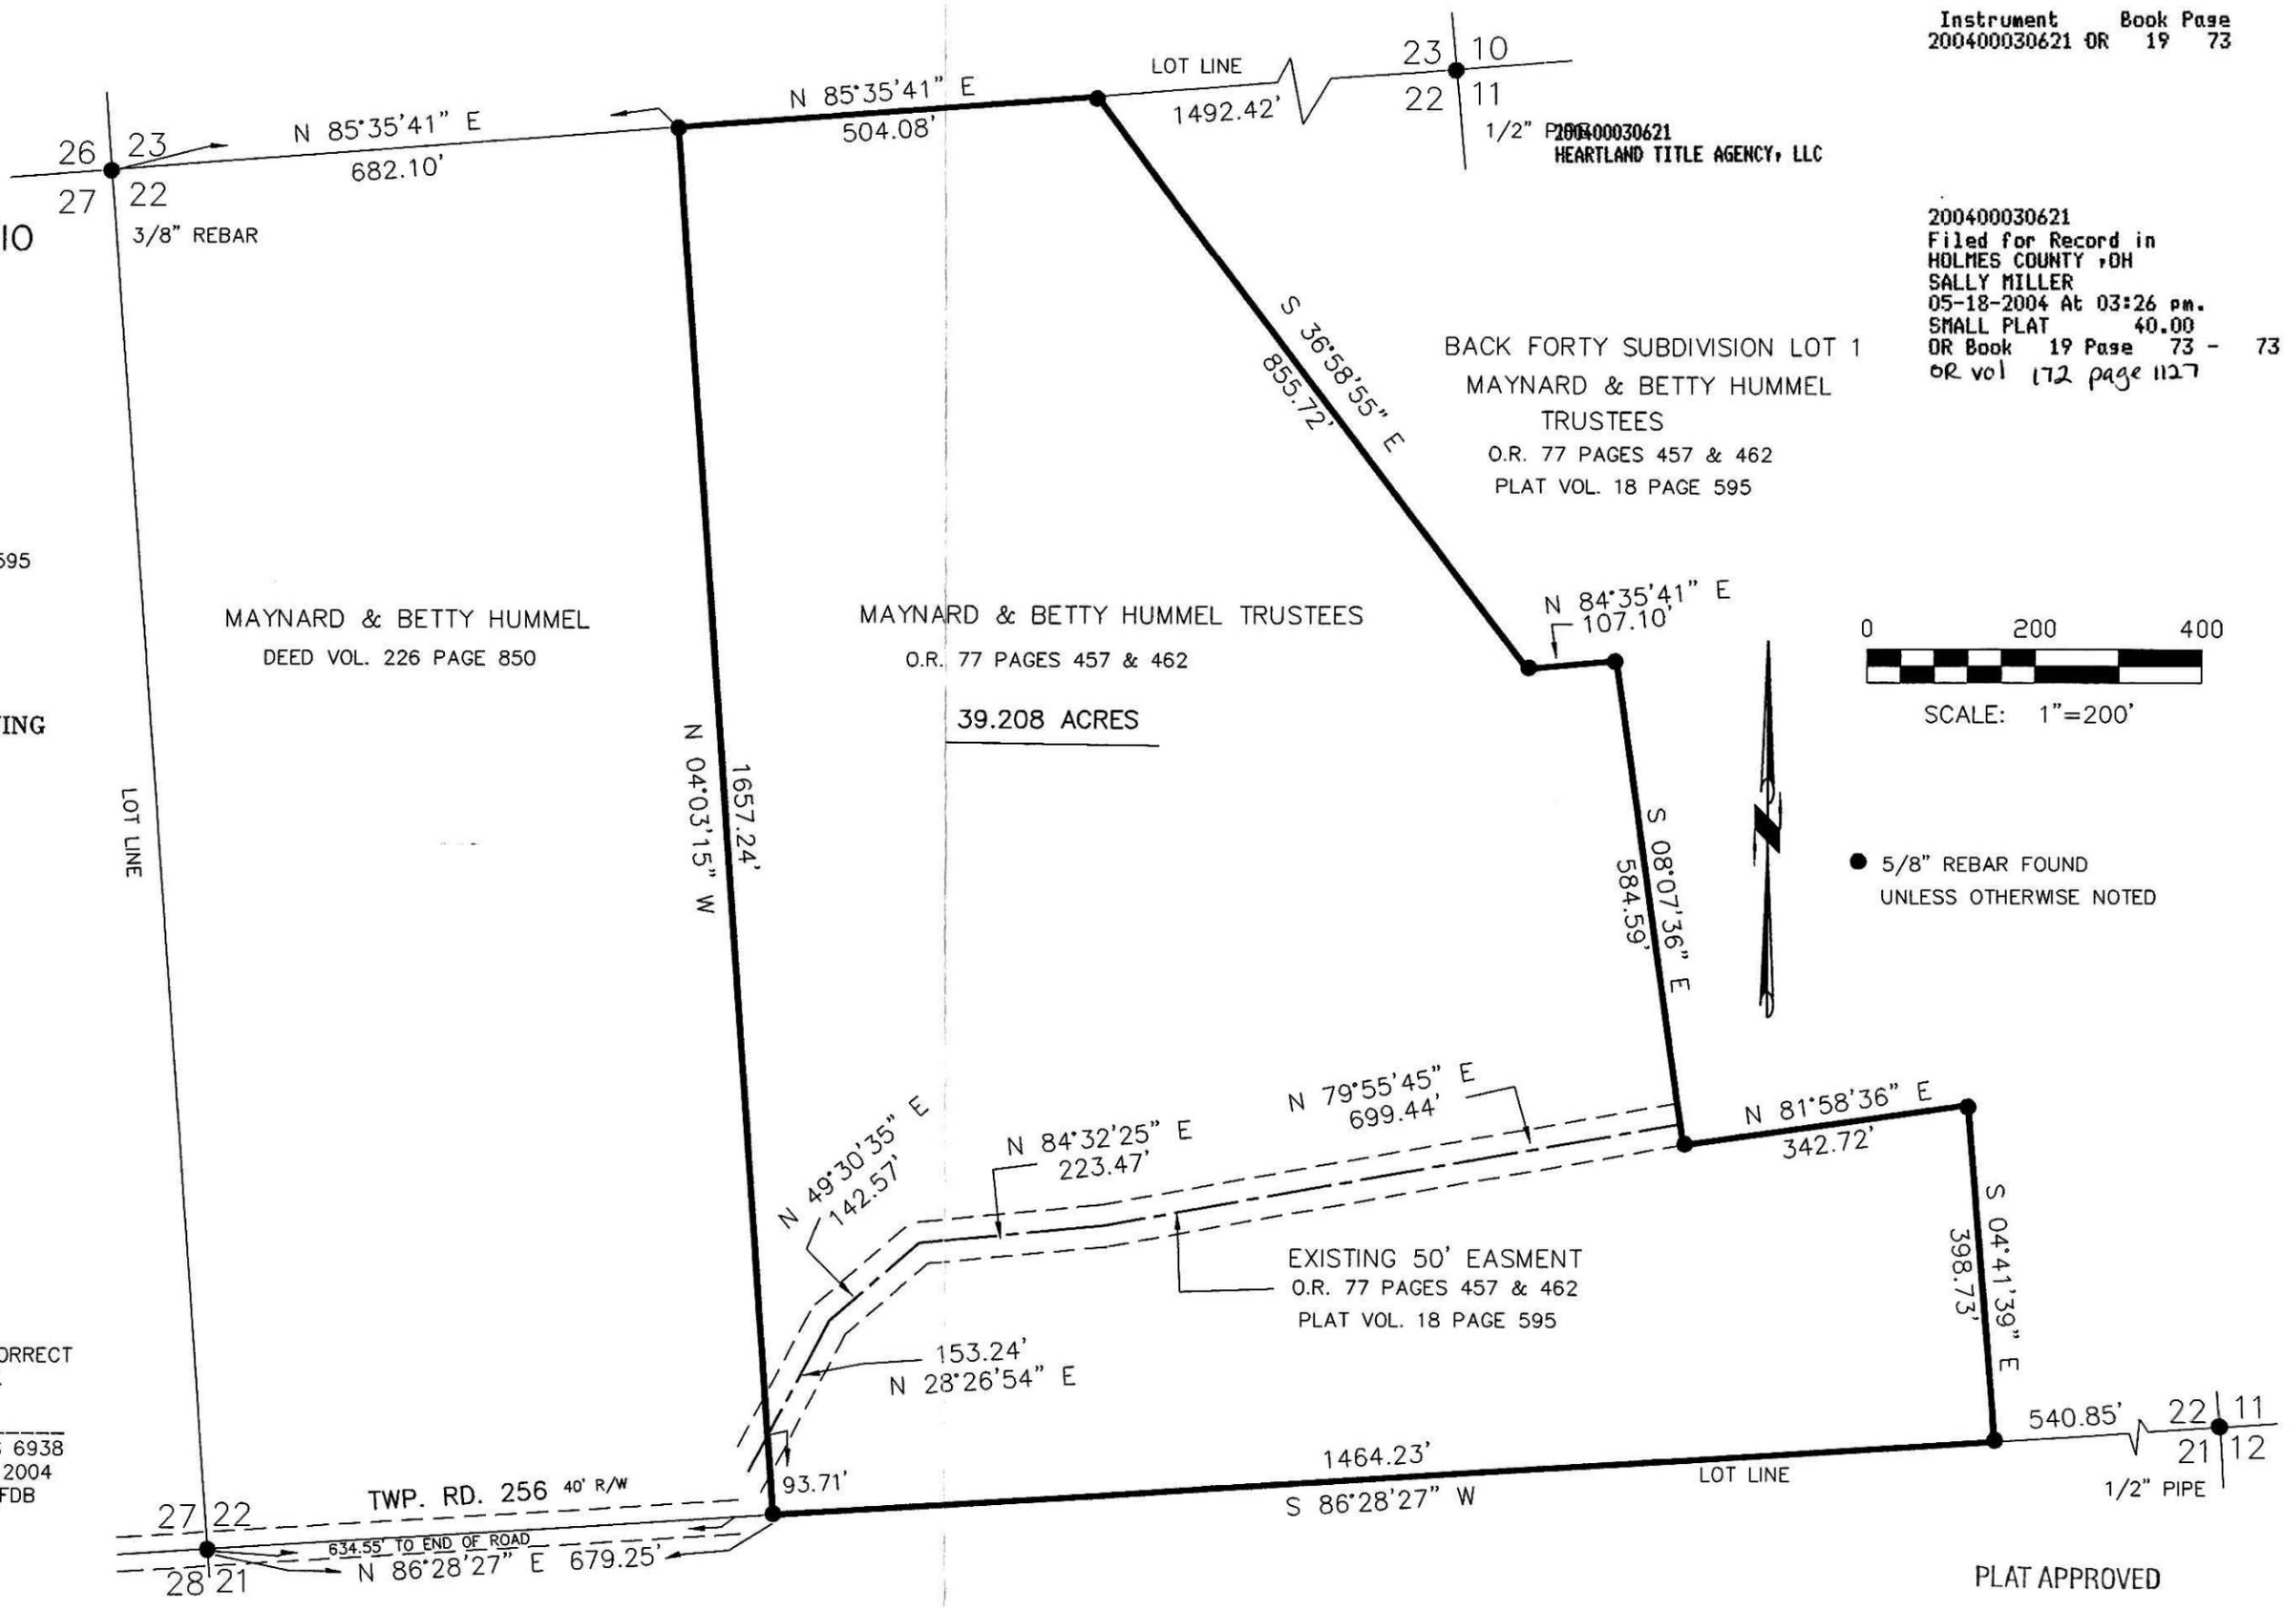 Instrument Book Page
200400030621 OR 19 73
23 10
22 11
1/2"
200400030621
HEARTLAND TITLE AGENCY, LLC
LOT LINE
1492.42'
N 85°35'41" E
504.08'
N 85°35'41" E
682.10'
26 23
27 22
3/8" REBAR
10
200400030621
Filed for Record in
HOLMES COUNTY ,OH
SALLY MILLER
05-18-2004 At 03:26 pm.
SMALL PLAT 40.00
OR Book 19 Page 73 - 73
OR vol 172 page 1127
S 36°58'55" E
855.72'
BACK FORTY SUBDIVISION LOT 1
MAYNARD & BETTY HUMMEL
TRUSTEES
O.R. 77 PAGES 457 & 462
PLAT VOL. 18 PAGE 595
595
MAYNARD & BETTY HUMMEL
DEED VOL. 226 PAGE 850
MAYNARD & BETTY HUMMEL TRUSTEES
O.R. 77 PAGES 457 & 462
39.208 ACRES
N 84°35'41" E
107.10'
0 200 400
SCALE: 1"=200'
N
5/8" REBAR FOUND
UNLESS OTHERWISE NOTED
ING
LOT LINE
N 04°03'15" W
1657.24'
S 08°07'36" E
584.59'
N 49°30'35" E
142.57'
N 84°32'25" E
223.47'
N 79°55'45" E
699.44'
N 81°58'36" E
342.72'
S 04°41'39" E
398.73'
EXISTING 50' EASMENT
O.R. 77 PAGES 457 & 462
PLAT VOL. 18 PAGE 595
153.24'
N 28°26'54" E
ORRECT
6938
2004
FDB
93.71'
1464.23'
S 86°28'27" W
LOT LINE
540.85'
22 11
21 12
1/2" PIPE
TWP. RD. 256 40' R/W
27 22
634.55' TO END OF ROAD
N 86°28'27" E 679.25'
28 21
PLAT APPROVED